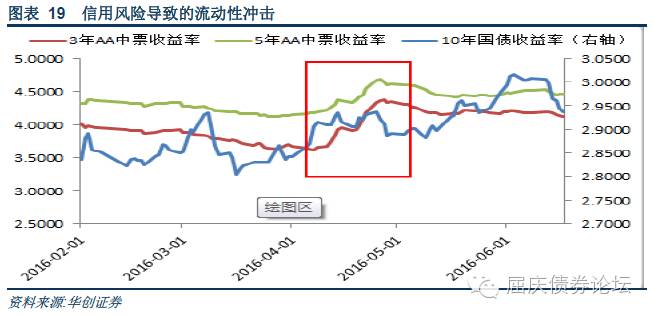 图表 19 信用风险导致的流动性冲击
3年AA中票收益率 5年AA中票收益率 10年国债收益率（右轴）
5.0000 3.0500
4.5000 3.0000
4.0000 2.9500
3.5000 2.9000
3.0000 2.8500
2.5000 2.8000
2.7500
2.7000
绘图区
2016-02-01 2016-03-01 2016-04-01 2016-05-01 2016-06-01
资料来源:华创证券
屈庆债券论坛